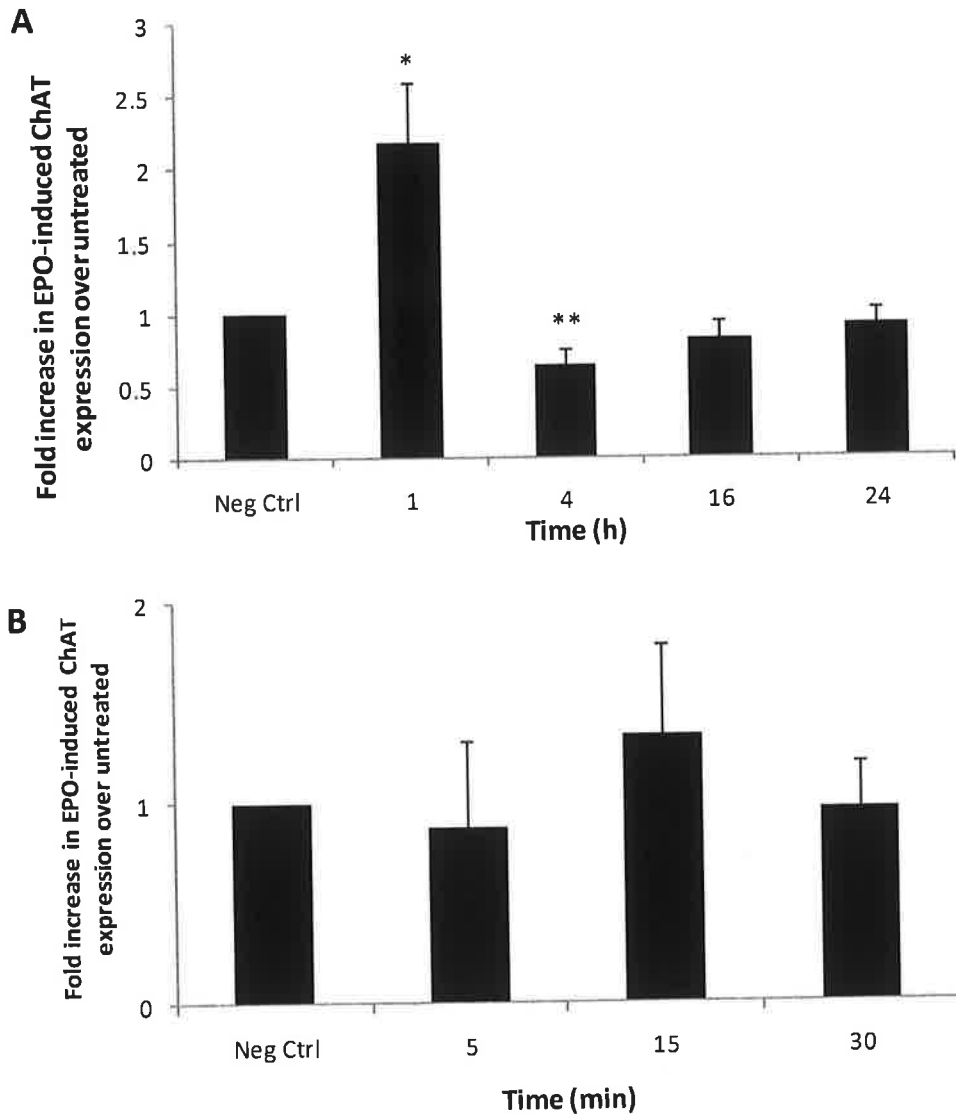 A
Fold increase in EPO-induced ChAT
expression over untreated
3
2.5
2
1.5
1
0.5
0
*
**
Neg Ctrl
1
4
16
24
Time (h)
B
Fold increase in EPO-induced ChAT
expression over untreated
2
1
0
Neg Ctrl
5
15
30
Time (min)